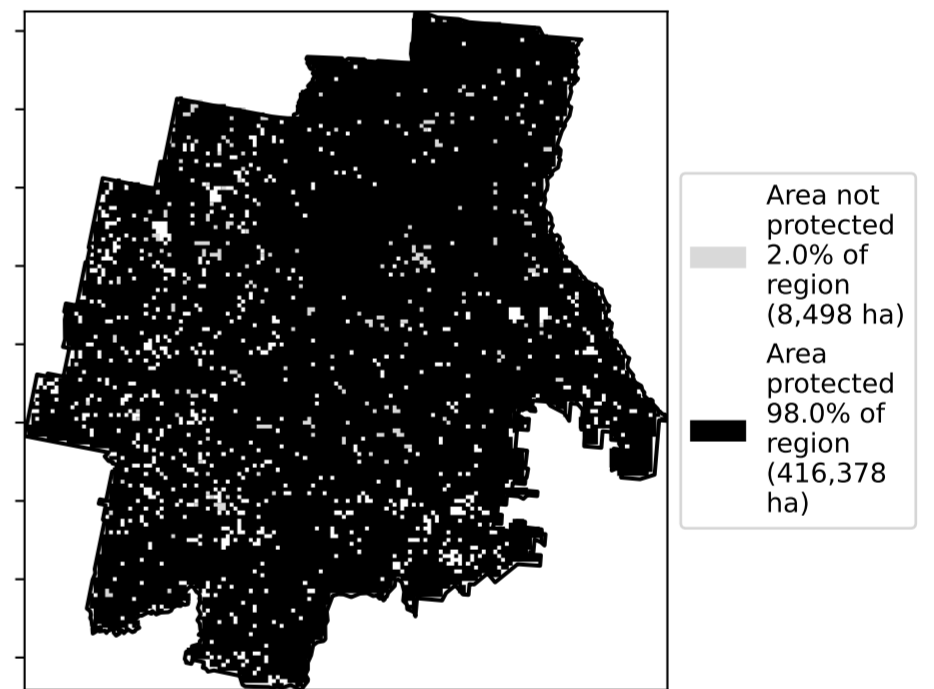 Area not
protected
2.0% of
region
(8,498 ha)
Area
protected
98.0% of
region
(416,378
ha)